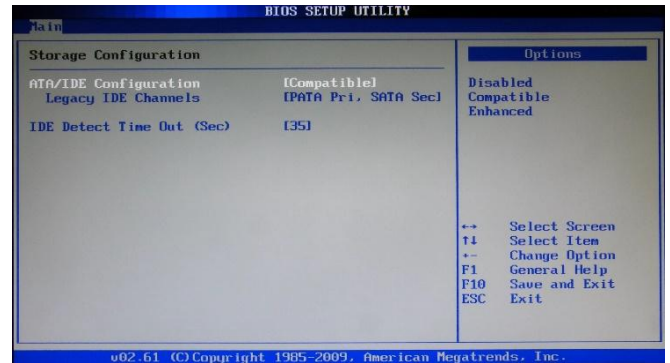 BIOS SETUP UTILITY
Main
Storage Configuration
ATA/IDE Configuration [Compatible]
Legacy IDE Channels [PATA Pri, SATA Sec]
IDE Detect Time Out (Sec) [35]
Options
Disabled
Compatible
Enhanced
↔ Select Screen
↑↓ Select Item
+- Change Option
F1 General Help
F10 Save and Exit
ESC Exit
v02.61 (C)Copyright 1985-2009, American Megatrends, Inc.